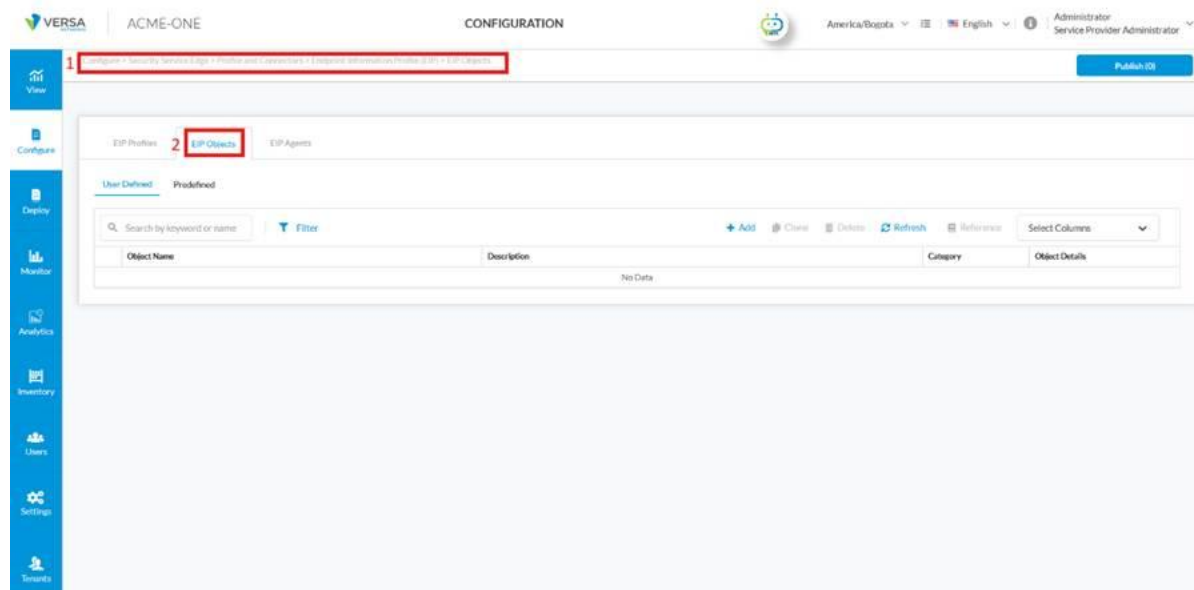 VERSA
NETWORKS
ACME-ONE
CONFIGURATION
America/Bogota
English
Administrator
Service Provider Administrator
1
Configure > Security Service Edge > Profile and Connectors > Endpoint Information Profile (EIP) > EIP Objects
Publish (0)
View
Configure
Deploy
Monitor
Analytics
Inventory
Users
Settings
Tenants
EIP Profiles
2
EIP Objects
EIP Agents
User Defined
Predefined
Search by keyword or name
Filter
+ Add
Clone
Delete
Refresh
Reference
Select Columns
Object Name
Description
Category
Object Details
No Data